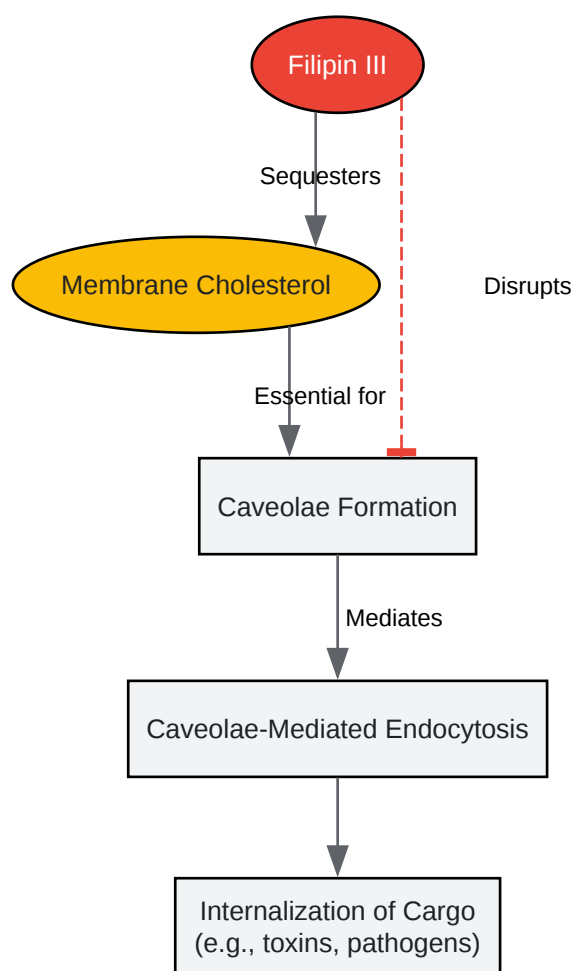 Filipin III
Sequesters
Membrane Cholesterol
Disrupts
Essential for
Caveolae Formation
Mediates
Caveolae-Mediated Endocytosis
Internalization of Cargo
(e.g., toxins, pathogens)